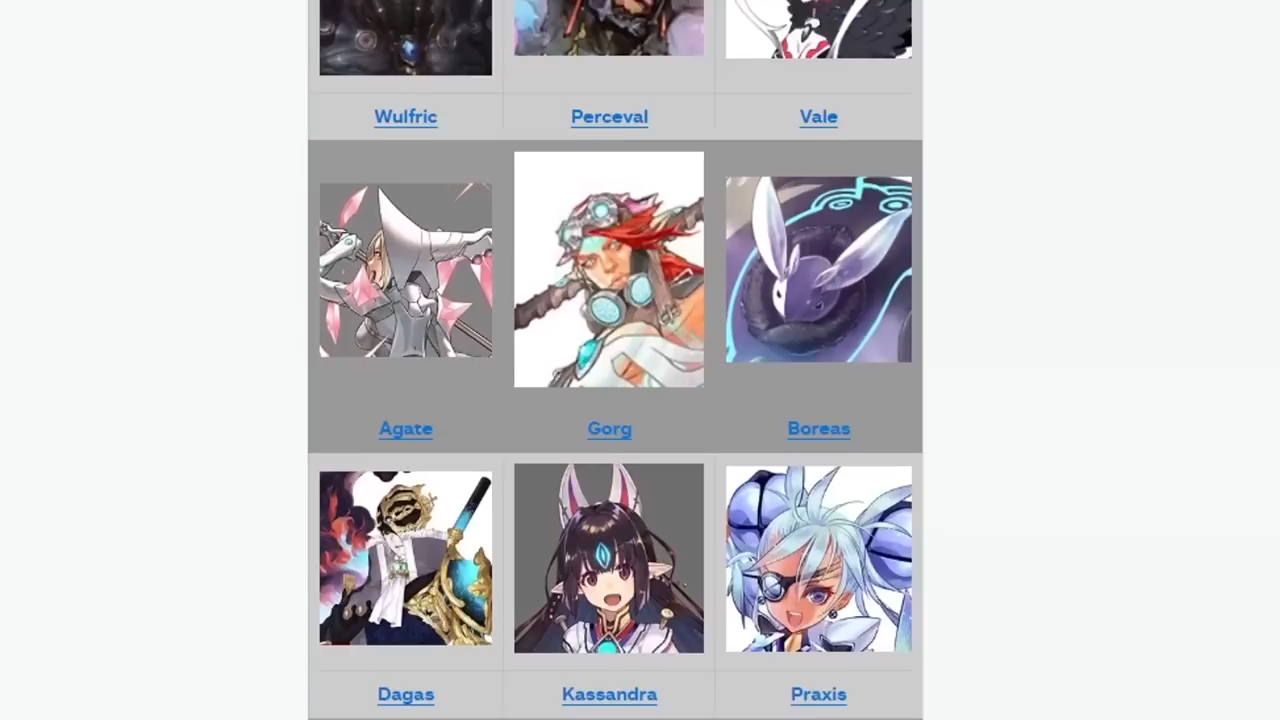 Wulfric
Perceval
Vale
Agate
Gorg
Boreas
Dagas
Kassandra
Praxis